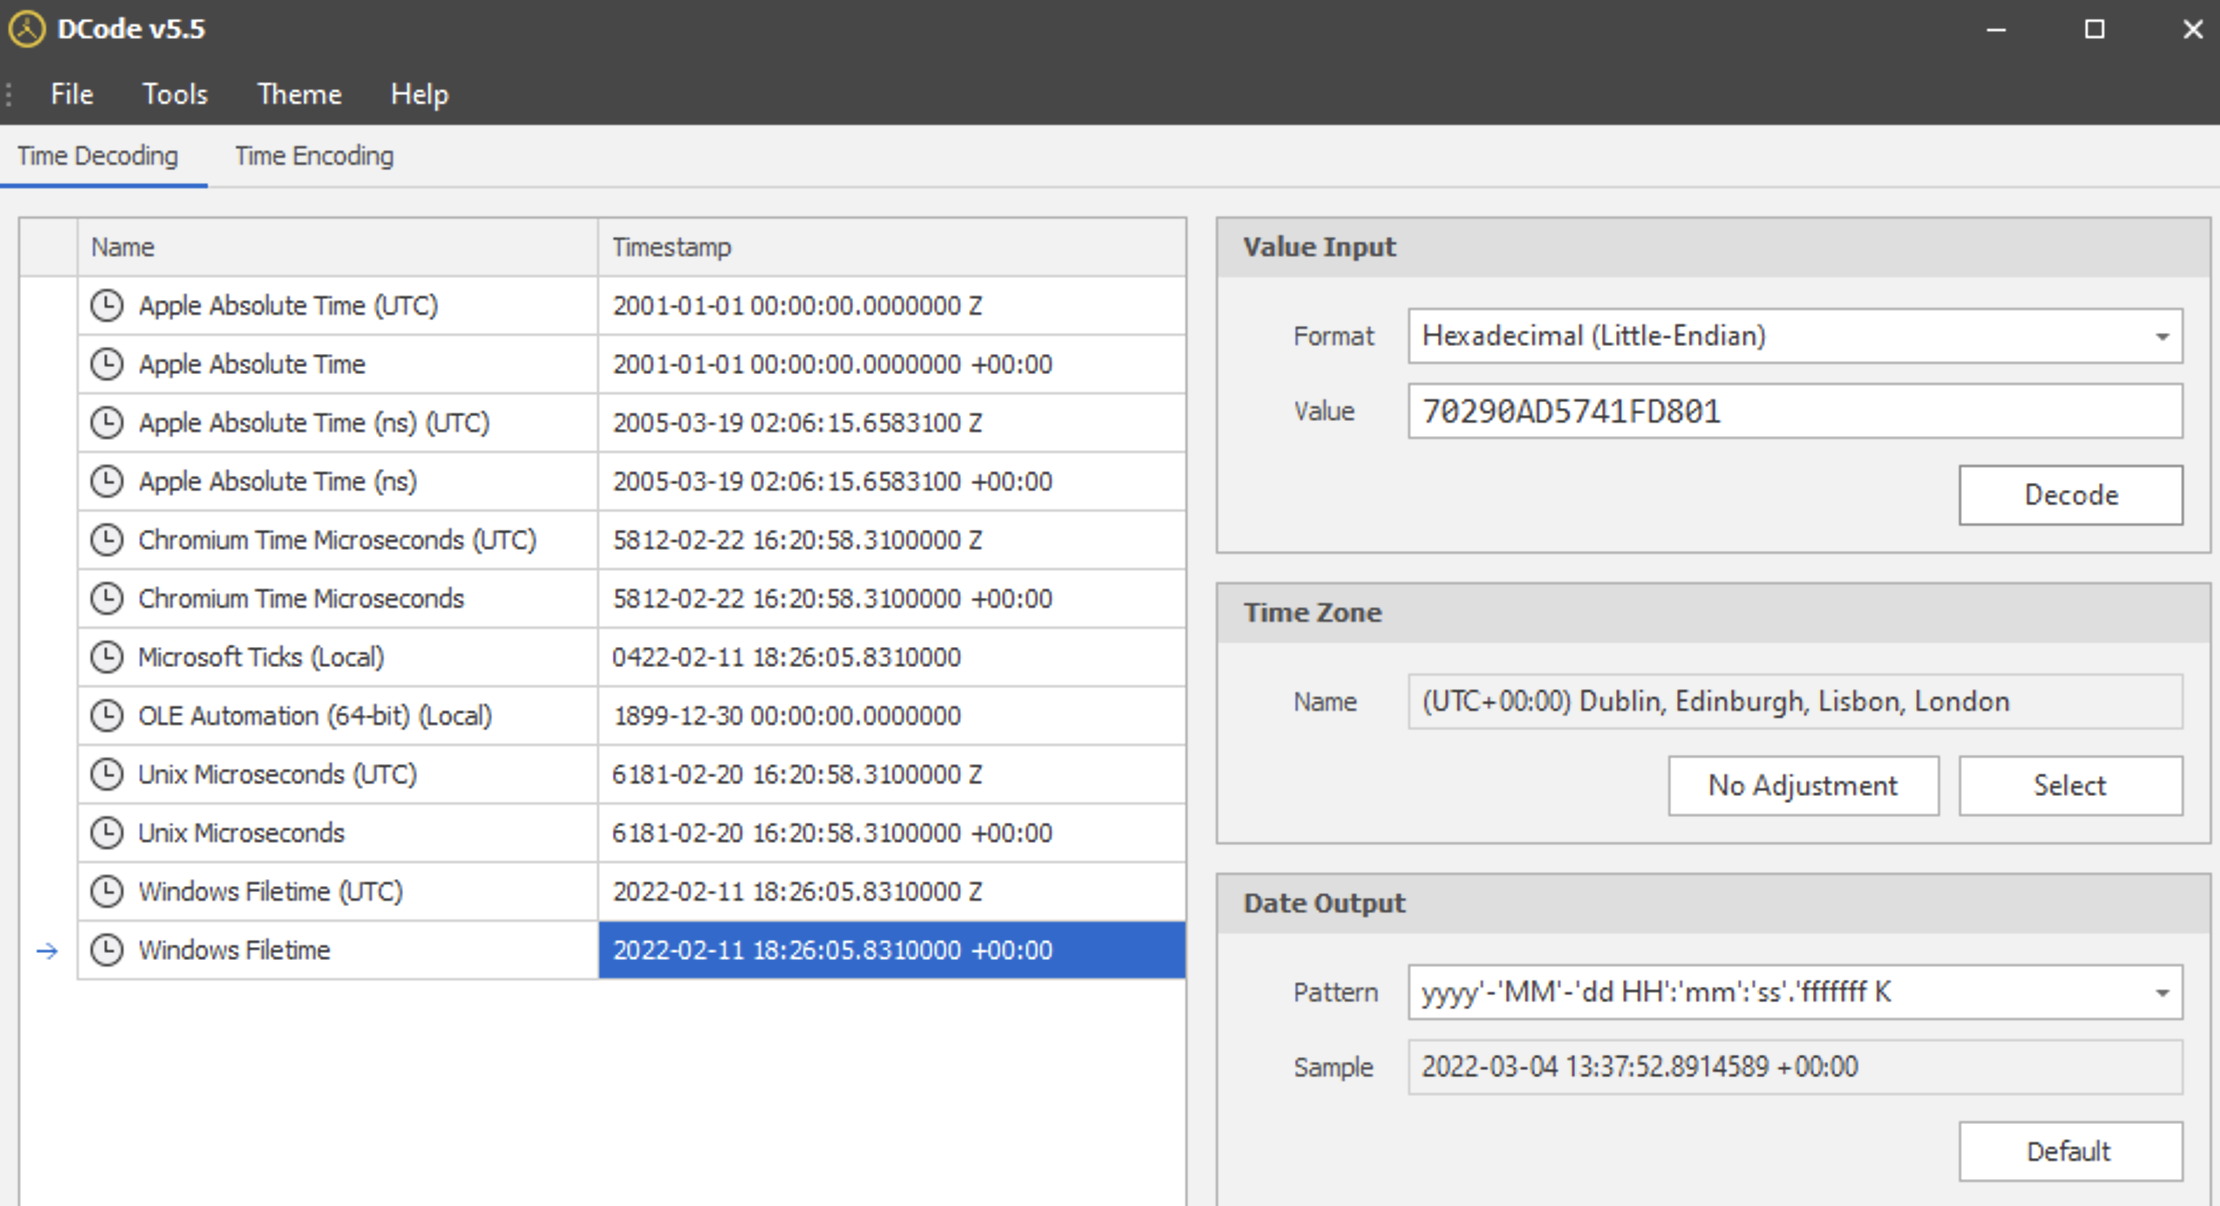 DCode v5.5
File Tools Theme Help
Time Decoding Time Encoding
Name Timestamp
Apple Absolute Time (UTC) 2001-01-01 00:00:00.0000000 Z
Apple Absolute Time 2001-01-01 00:00:00.0000000 +00:00
Apple Absolute Time (ns) (UTC) 2005-03-19 02:06:15.6583100 Z
Apple Absolute Time (ns) 2005-03-19 02:06:15.6583100 +00:00
Chromium Time Microseconds (UTC) 5812-02-22 16:20:58.3100000 Z
Chromium Time Microseconds 5812-02-22 16:20:58.3100000 +00:00
Microsoft Ticks (Local) 0422-02-11 18:26:05.8310000
OLE Automation (64-bit) (Local) 1899-12-30 00:00:00.0000000
Unix Microseconds (UTC) 6181-02-20 16:20:58.3100000 Z
Unix Microseconds 6181-02-20 16:20:58.3100000 +00:00
Windows Filetime (UTC) 2022-02-11 18:26:05.8310000 Z
Windows Filetime 2022-02-11 18:26:05.8310000 +00:00
Value Input
Format Hexadecimal (Little-Endian)
Value 70290AD5741FD801
Decode
Time Zone
Name (UTC+00:00) Dublin, Edinburgh, Lisbon, London
No Adjustment Select
Date Output
Pattern yyyy'-'MM'-'dd HH':'mm':'ss'.'fffffff K
Sample 2022-03-04 13:37:52.8914589 +00:00
Default